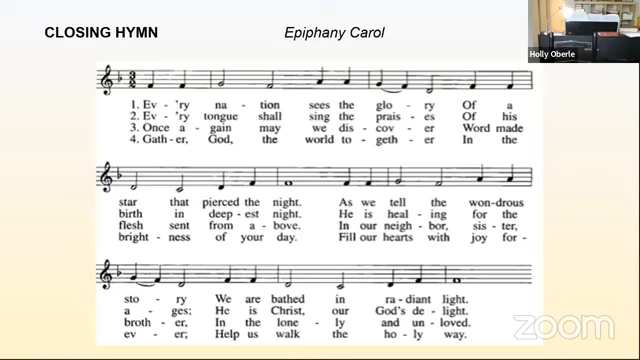 CLOSING HYMN Epiphany Carol
Holly Oberle
1. Ev - 'ry na - tion sees the glo - ry Of a
2. Ev - 'ry tongue shall sing the prais - es Of his
3. Once a - gain may we dis - cov - er Word made
4. Gath - er, God, the world to - geth - er In the
star that pierced the night. As we tell the won - drous
birth in deep - est night. He is heal - ing for the
flesh sent from a - bove. In our neigh - bor, sis - ter,
bright - ness of your day. Fill our hearts with joy for -
sto - ry We are bathed in ra - diant light.
a - ges; He is Christ, our God's de - light.
broth - er, In the lone - ly and un - loved.
ev - er; Help us walk the ho - ly way.
zoom